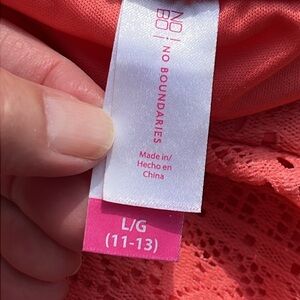 NO
BO
NO BOUNDARIES
Made in/
Hecho en
China
L/G
(11-13)